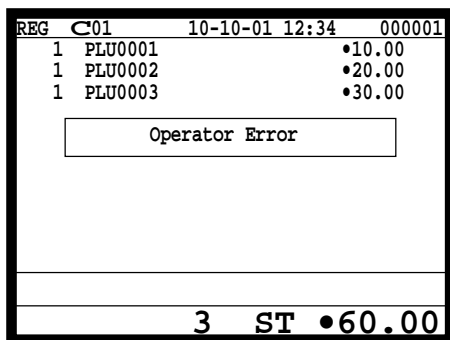 REG C01 10-10-01 12:34 000001
1 PLU0001 •10.00
1 PLU0002 •20.00
1 PLU0003 •30.00
Operator Error
3 ST •60.00